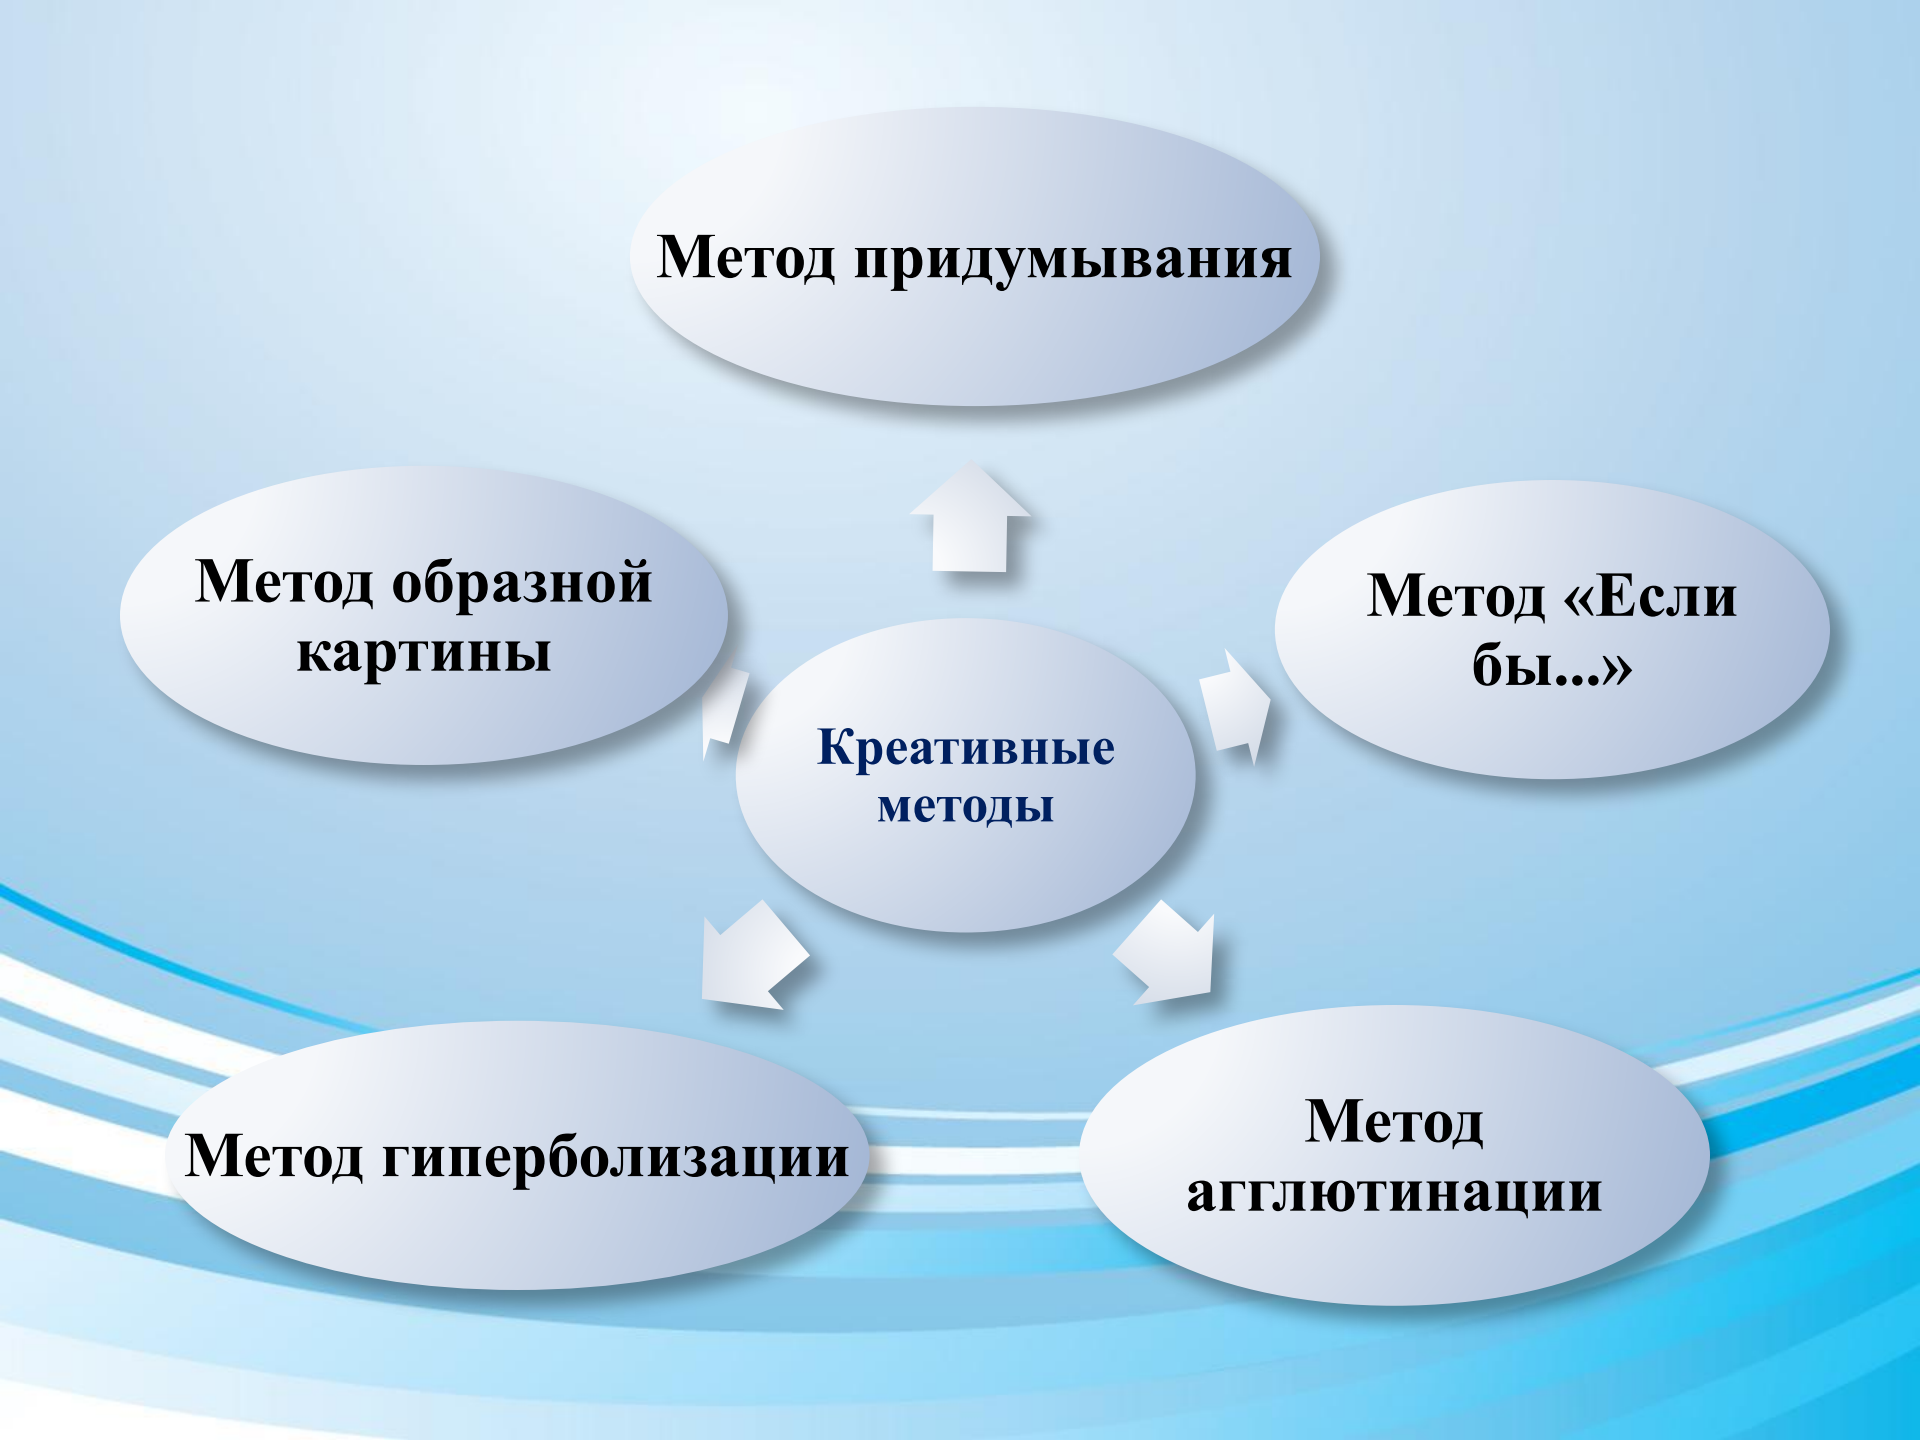 Метод придумывания
Метод образной
картины
Метод «Если
бы...»
Креативные
методы
Метод гиперболизации
Метод
агглютинации